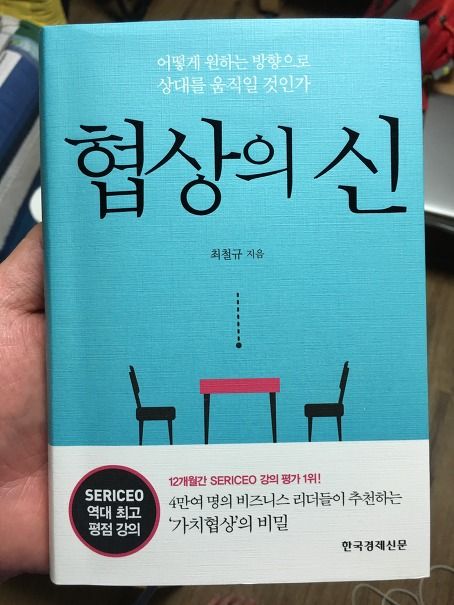 어떻게 원하는 방향으로
상대를 움직일 것인가
협상의 신
최철규 지음
SERICEO
역대 최고
평점 강의
12개월간 SERICEO 강의 평가 1위!
4만여 명의 비즈니스 리더들이 추천하는
‘가치협상’의 비밀
한국경제신문